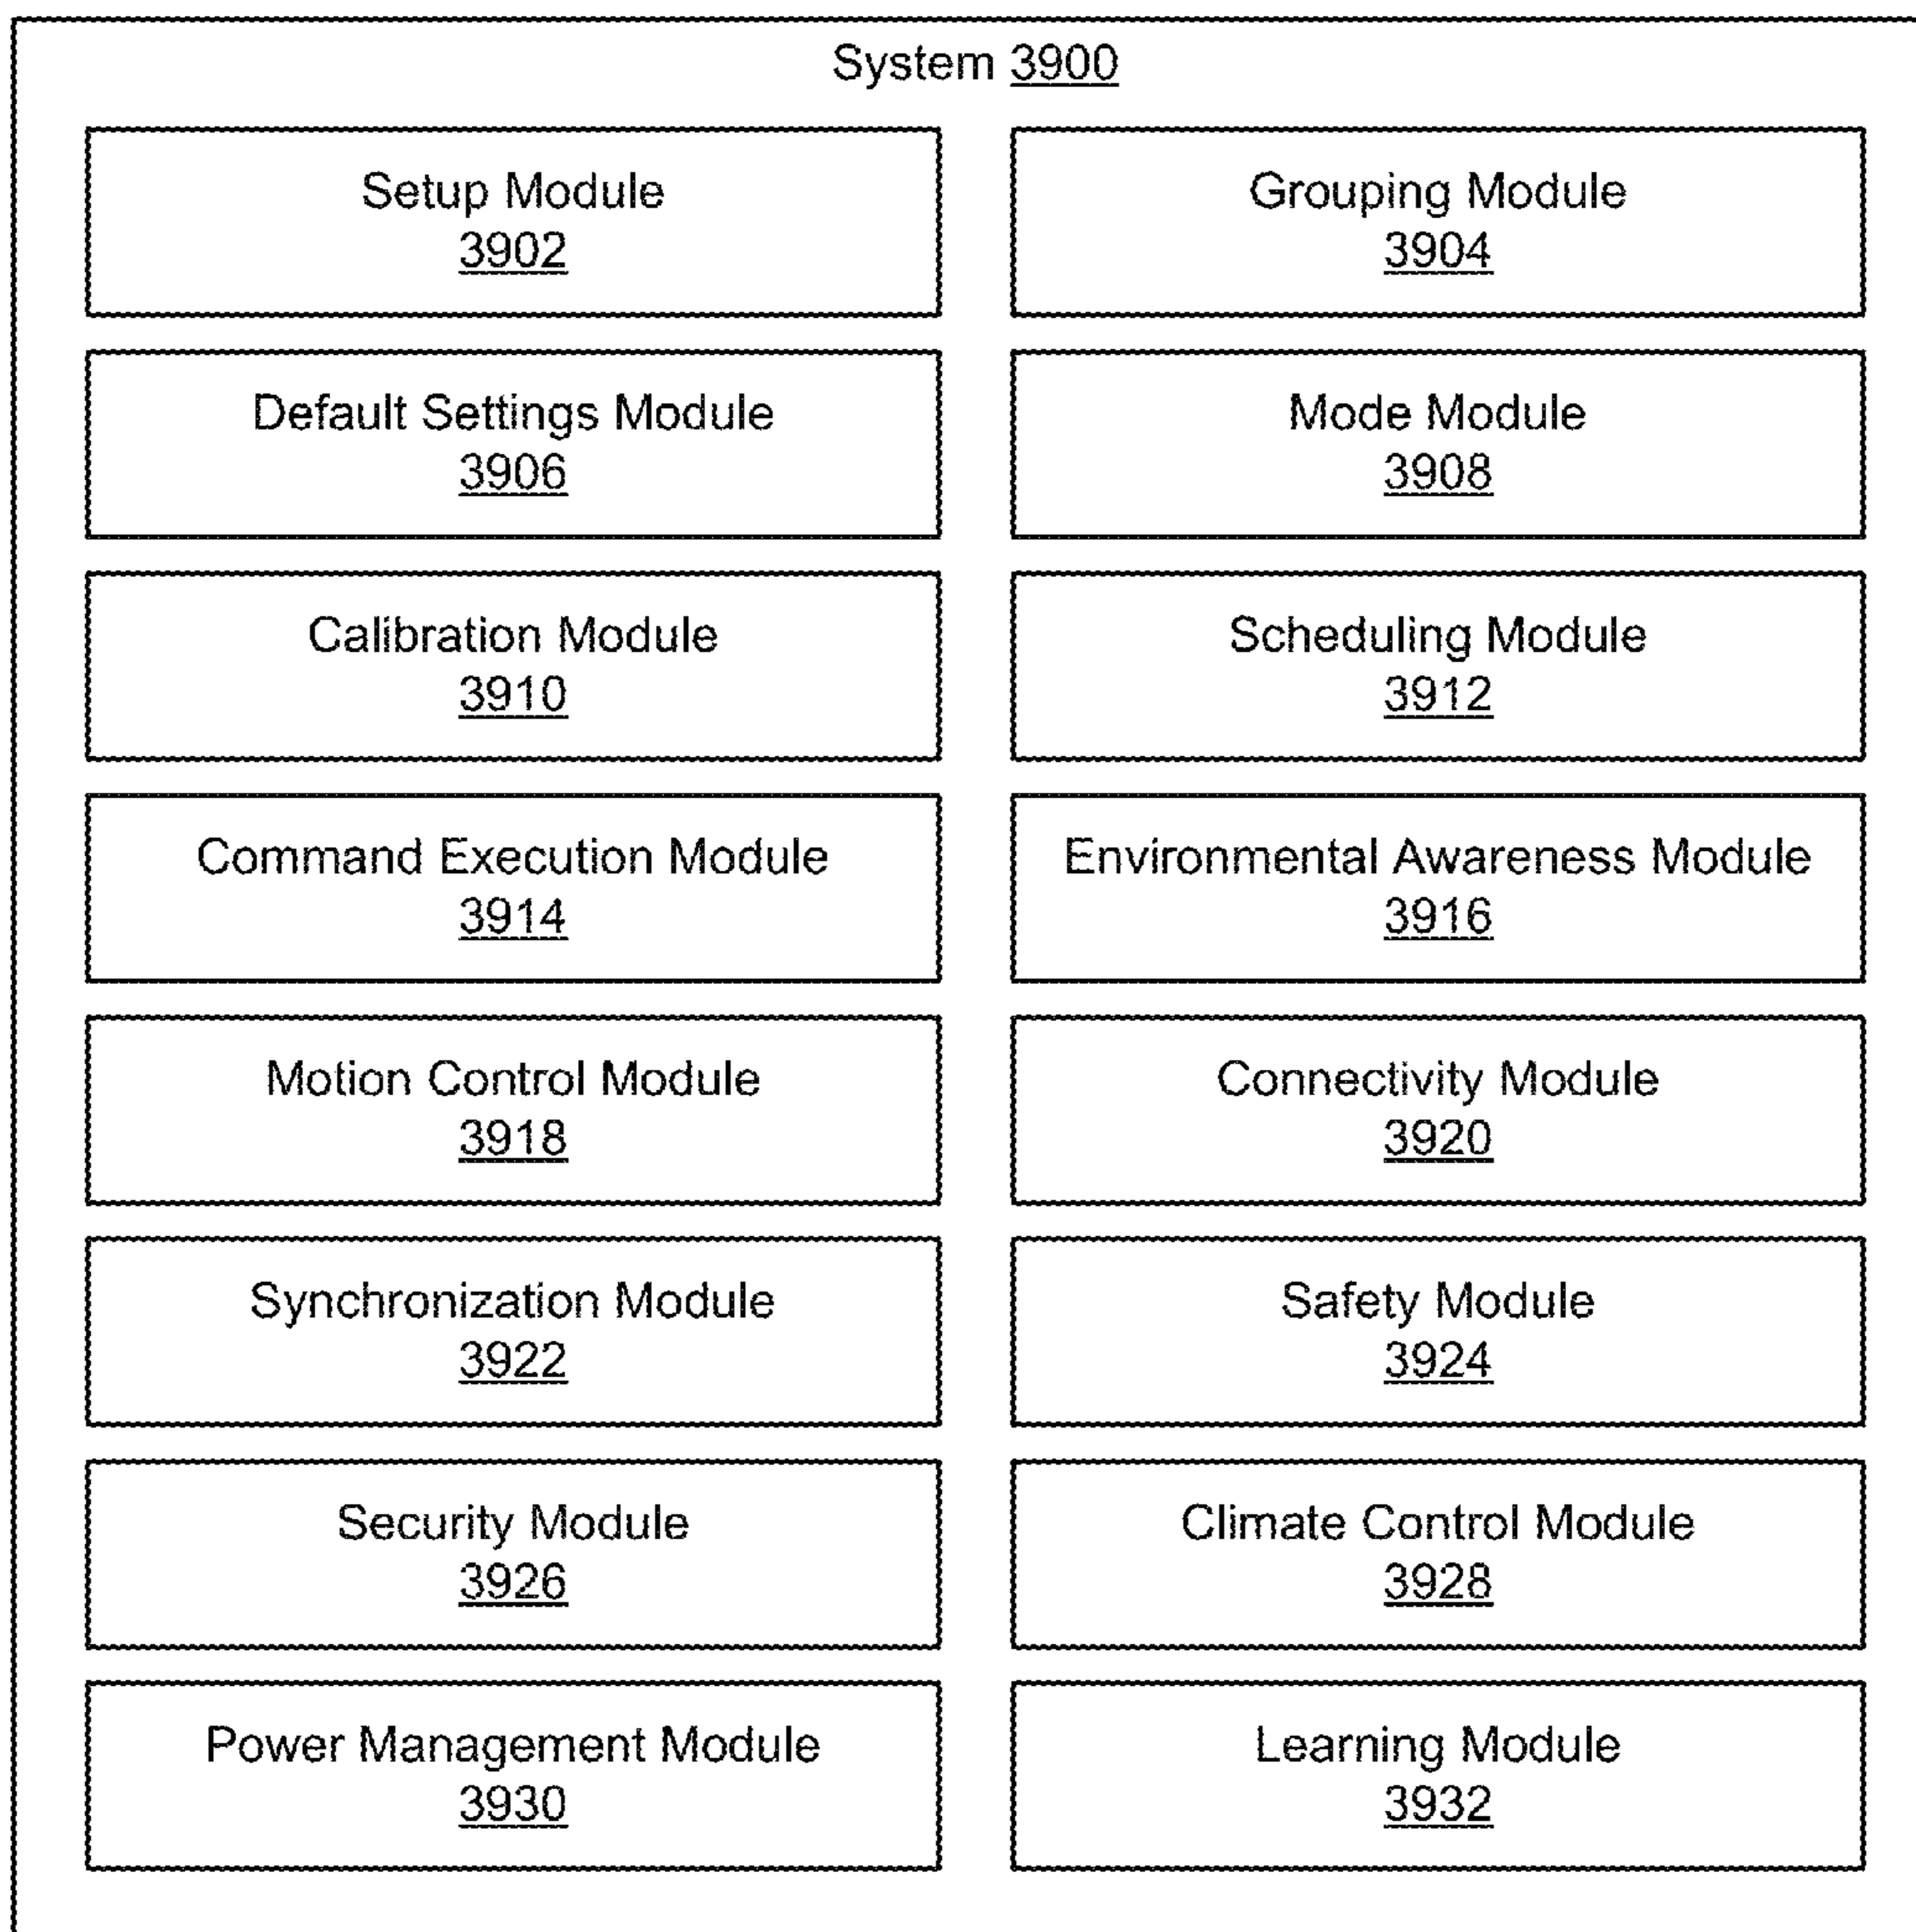 System 3900
Setup Module
3902
Grouping Module
3904
Default Settings Module
3906
Mode Module
3908
Calibration Module
3910
Scheduling Module
3912
Command Execution Module
3914
Environmental Awareness Module
3916
Motion Control Module
3918
Connectivity Module
3920
Synchronization Module
3922
Safety Module
3924
Security Module
3926
Climate Control Module
3928
Power Management Module
3930
Learning Module
3932